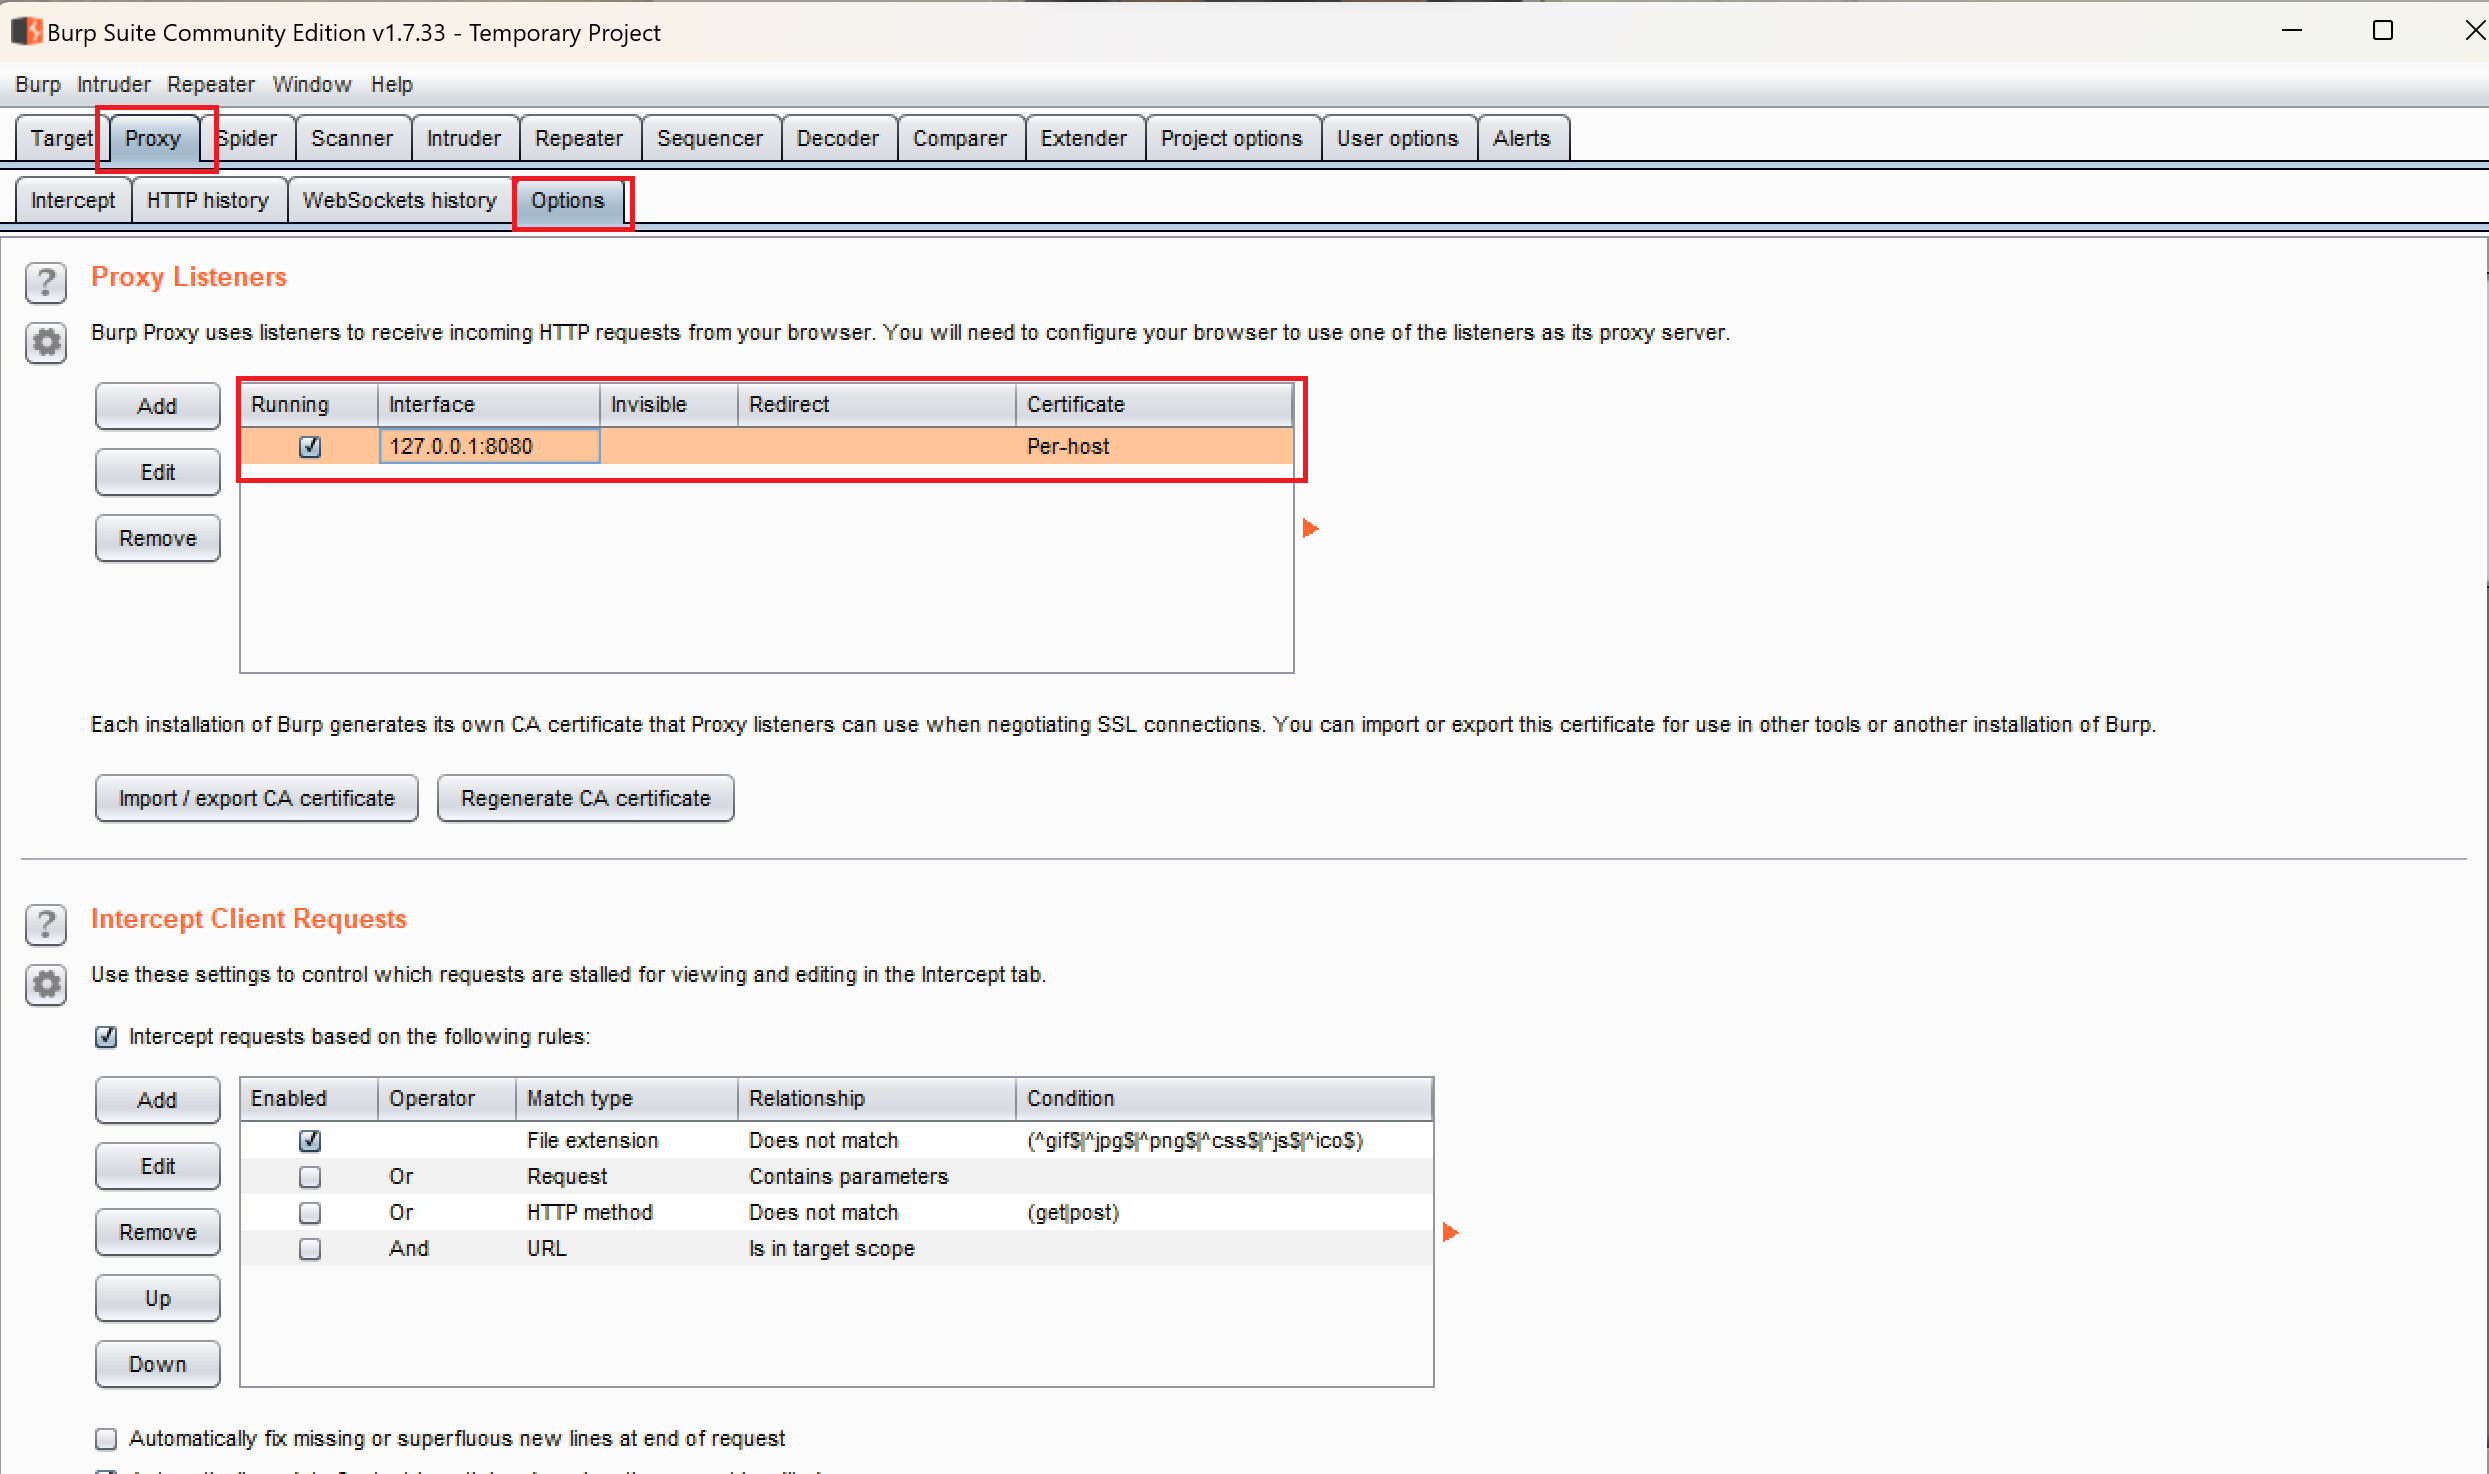 Burp Suite Community Edition v1.7.33 - Temporary Project
Burp Intruder Repeater Window Help
Target Proxy Spider Scanner Intruder Repeater Sequencer Decoder Comparer Extender Project options User options Alerts
Intercept HTTP history WebSockets history Options
? Proxy Listeners
Burp Proxy uses listeners to receive incoming HTTP requests from your browser. You will need to configure your browser to use one of the listeners as its proxy server.
Add Running Interface Invisible Redirect Certificate
127.0.0.1:8080 Per-host
Edit
Remove
Each installation of Burp generates its own CA certificate that Proxy listeners can use when negotiating SSL connections. You can import or export this certificate for use in other tools or another installation of Burp.
Import / export CA certificate Regenerate CA certificate
? Intercept Client Requests
Use these settings to control which requests are stalled for viewing and editing in the Intercept tab.
Intercept requests based on the following rules:
Add Enabled Operator Match type Relationship Condition
File extension Does not match (^gif$|^jpg$|^png$|^css$|^js$|^ico$)
Edit Or Request Contains parameters
Or HTTP method Does not match (get|post)
Remove And URL Is in target scope
Up
Down
Automatically fix missing or superfluous new lines at end of request